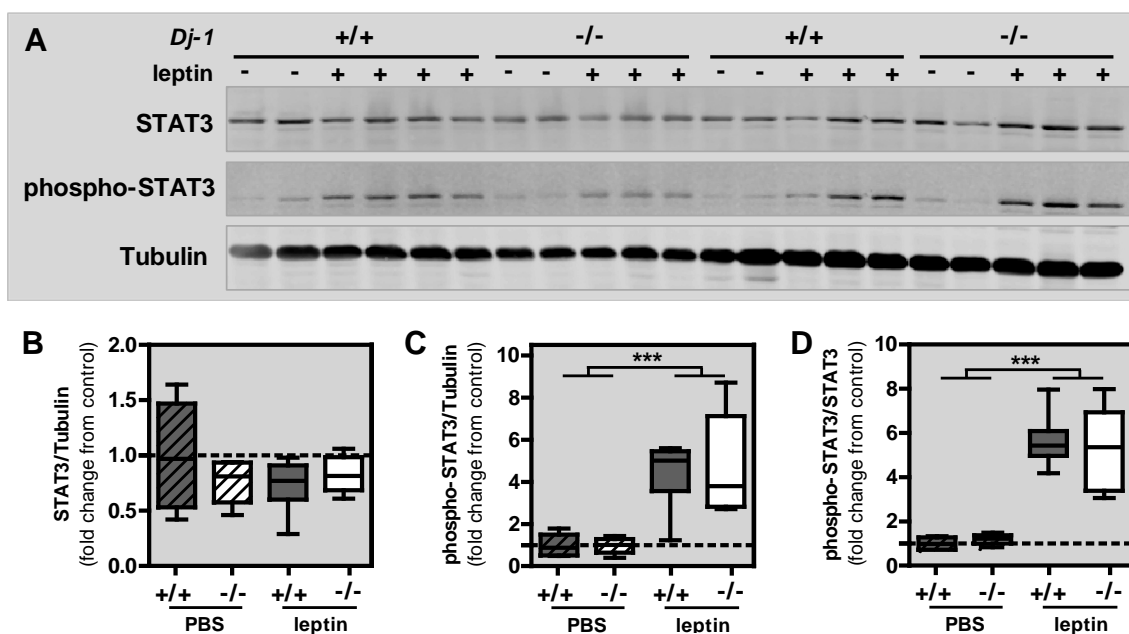 A
Dj-1 +/+ -/- +/+ -/-
leptin - - + + + + - - + + + - - + + + - - + + +
STAT3
phospho-STAT3
Tubulin
B
STAT3/Tubulin
(fold change from control)
2.0
1.5
1.0
0.5
0.0
+/+ -/- +/+ -/-
PBS leptin
C
phospho-STAT3/Tubulin
(fold change from control)
10
8
6
4
2
0
***
+/+ -/- +/+ -/-
PBS leptin
D
phospho-STAT3/STAT3
(fold change from control)
10
8
6
4
2
0
***
+/+ -/- +/+ -/-
PBS leptin